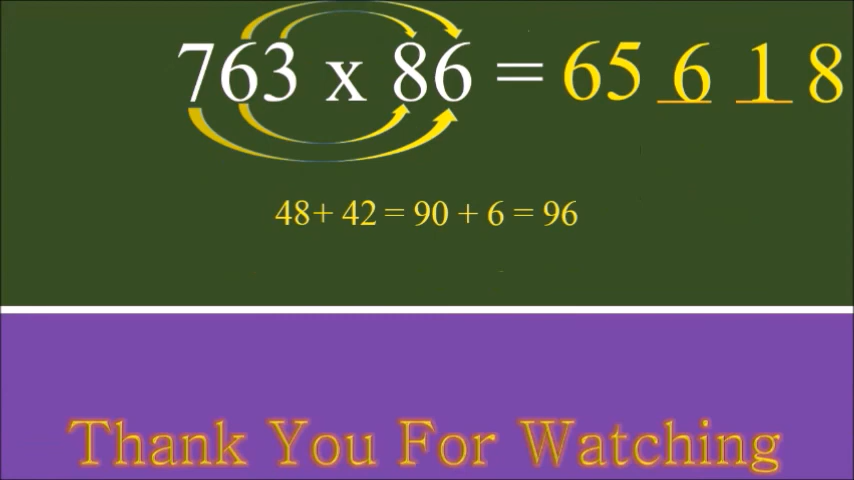 763 x 86 = 65 6 1 8
48+ 42 = 90 + 6 = 96
Thank You For Watching